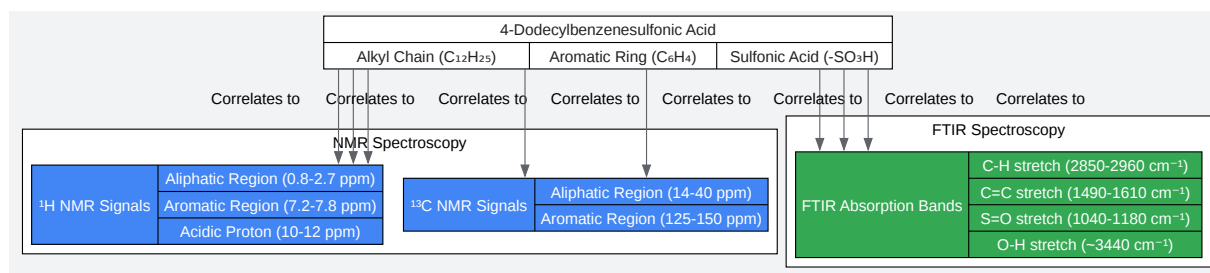 4-Dodecylbenzenesulfonic Acid
Alkyl Chain (C₁₂H₂₅) Aromatic Ring (C₆H₄) Sulfonic Acid (-SO₃H)
Correlates to Correlates to Correlates to Correlates to Correlates to Correlates to Correlates to Correlates to
NMR Spectroscopy
¹H NMR Signals
Aliphatic Region (0.8-2.7 ppm)
Aromatic Region (7.2-7.8 ppm)
Acidic Proton (10-12 ppm)
¹³C NMR Signals
Aliphatic Region (14-40 ppm)
Aromatic Region (125-150 ppm)
FTIR Spectroscopy
FTIR Absorption Bands
C-H stretch (2850-2960 cm⁻¹)
C=C stretch (1490-1610 cm⁻¹)
S=O stretch (1040-1180 cm⁻¹)
O-H stretch (~3440 cm⁻¹)